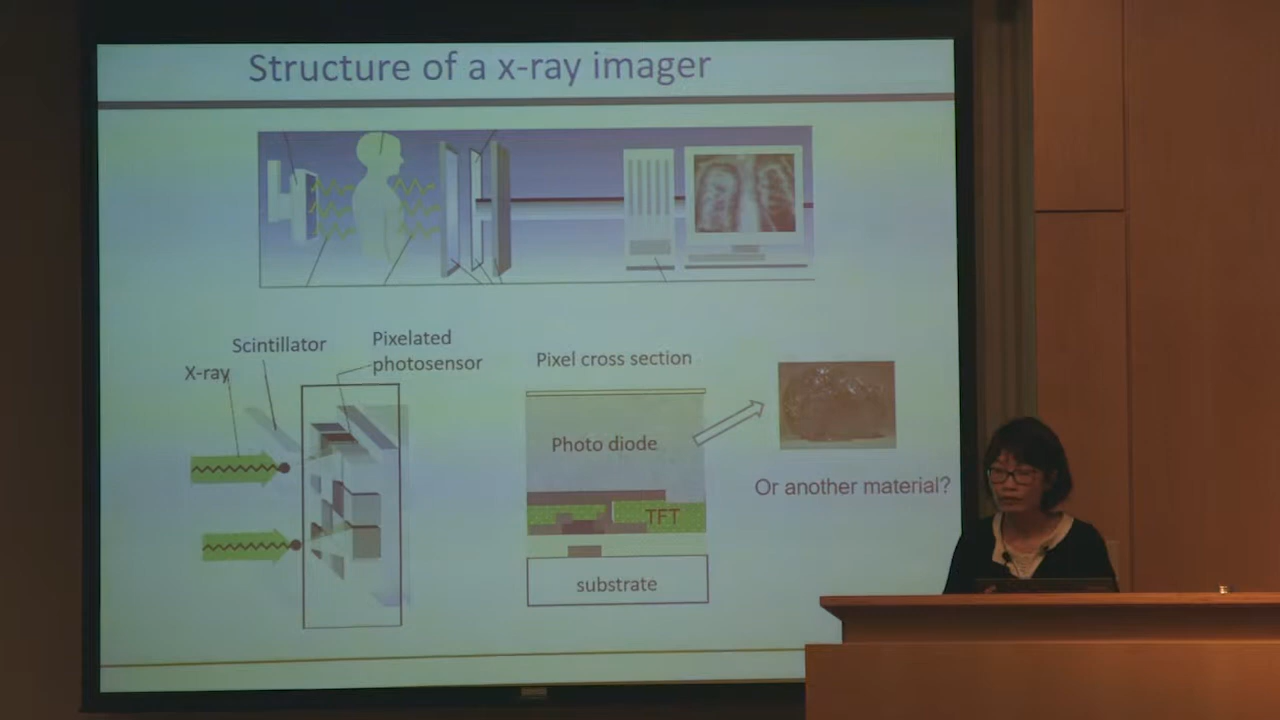 Structure of a x-ray imager
Scintillator
Pixelated
photosensor
X-ray
Pixel cross section
Photo diode
Or another material?
TFT
substrate